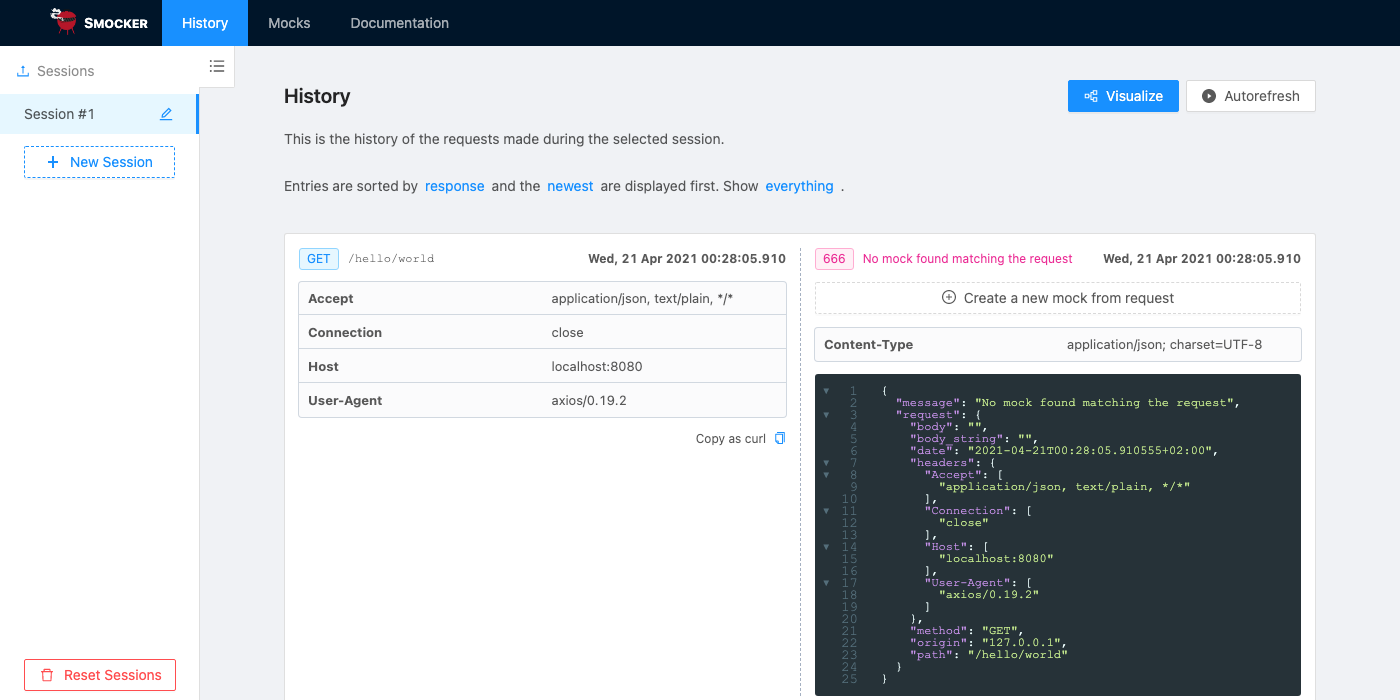 SMOCKER
History
Mocks
Documentation
Sessions
Session #1
New Session
Reset Sessions
History
Visualize
Autorefresh
This is the history of the requests made during the selected session.
Entries are sorted by response and the newest are displayed first. Show everything .
GET /hello/world Wed, 21 Apr 2021 00:28:05.910
Accept application/json, text/plain, */*
Connection close
Host localhost:8080
User-Agent axios/0.19.2
Copy as curl
666 No mock found matching the request Wed, 21 Apr 2021 00:28:05.910
Create a new mock from request
Content-Type application/json; charset=UTF-8
1 {
2 "message": "No mock found matching the request",
3 "request": {
4 "body": "",
5 "body_string": "",
6 "date": "2021-04-21T00:28:05.910555+02:00",
7 "headers": {
8 "Accept": [
9 "application/json, text/plain, */*"
10 ],
11 "Connection": [
12 "close"
13 ],
14 "Host": [
15 "localhost:8080"
16 ],
17 "User-Agent": [
18 "axios/0.19.2"
19 ]
20 },
21 "method": "GET",
22 "origin": "127.0.0.1",
23 "path": "/hello/world"
24 }
25 }